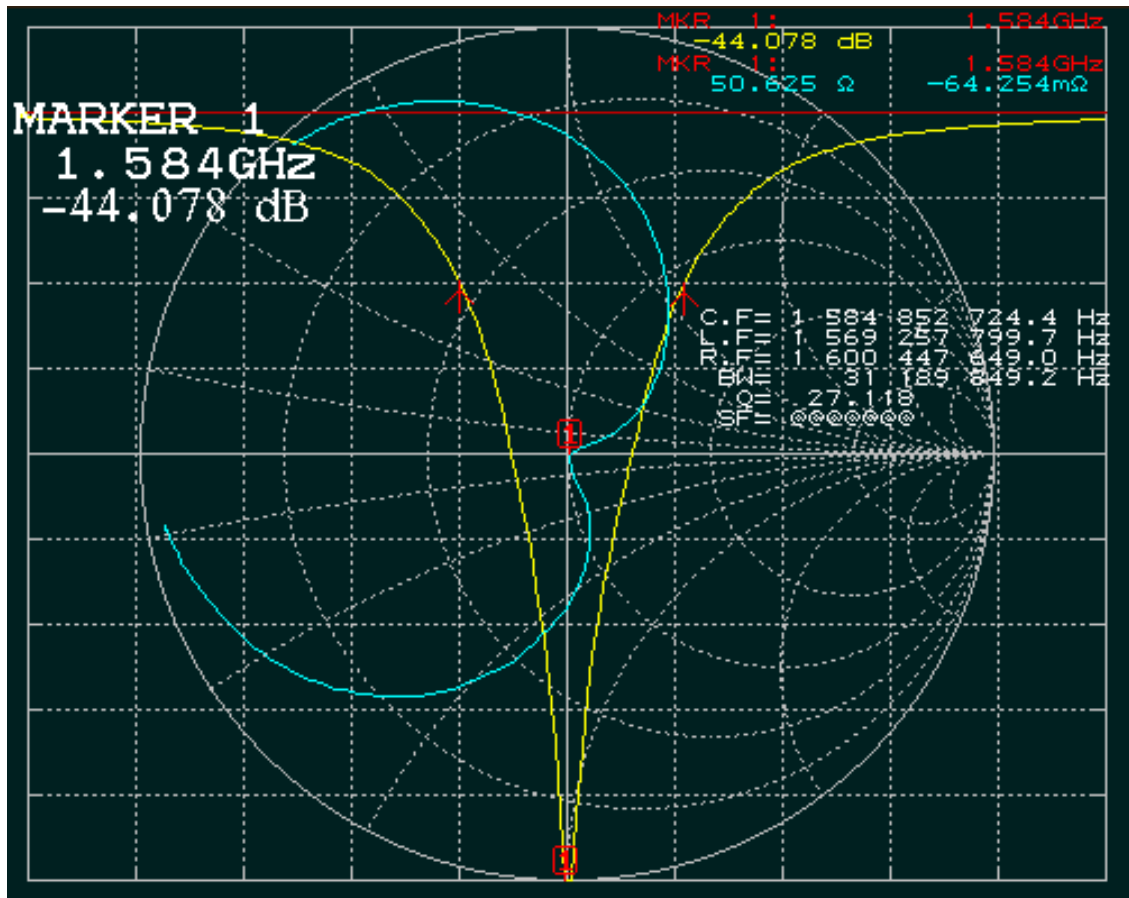 MKR 1: 1.584GHz
-44.078 dB
MKR 1: 1.584GHz
50.625 Ω -64.254mΩ
MARKER 1
1.584GHz
-44.078 dB
C.F= 1 584 852 724.4 Hz
L.F= 1 569 257 799.7 Hz
R.F= 1 600 447 649.0 Hz
BW= 31 189 849.2 Hz
Q= 27.118
SF= @@@@@@@
1
1